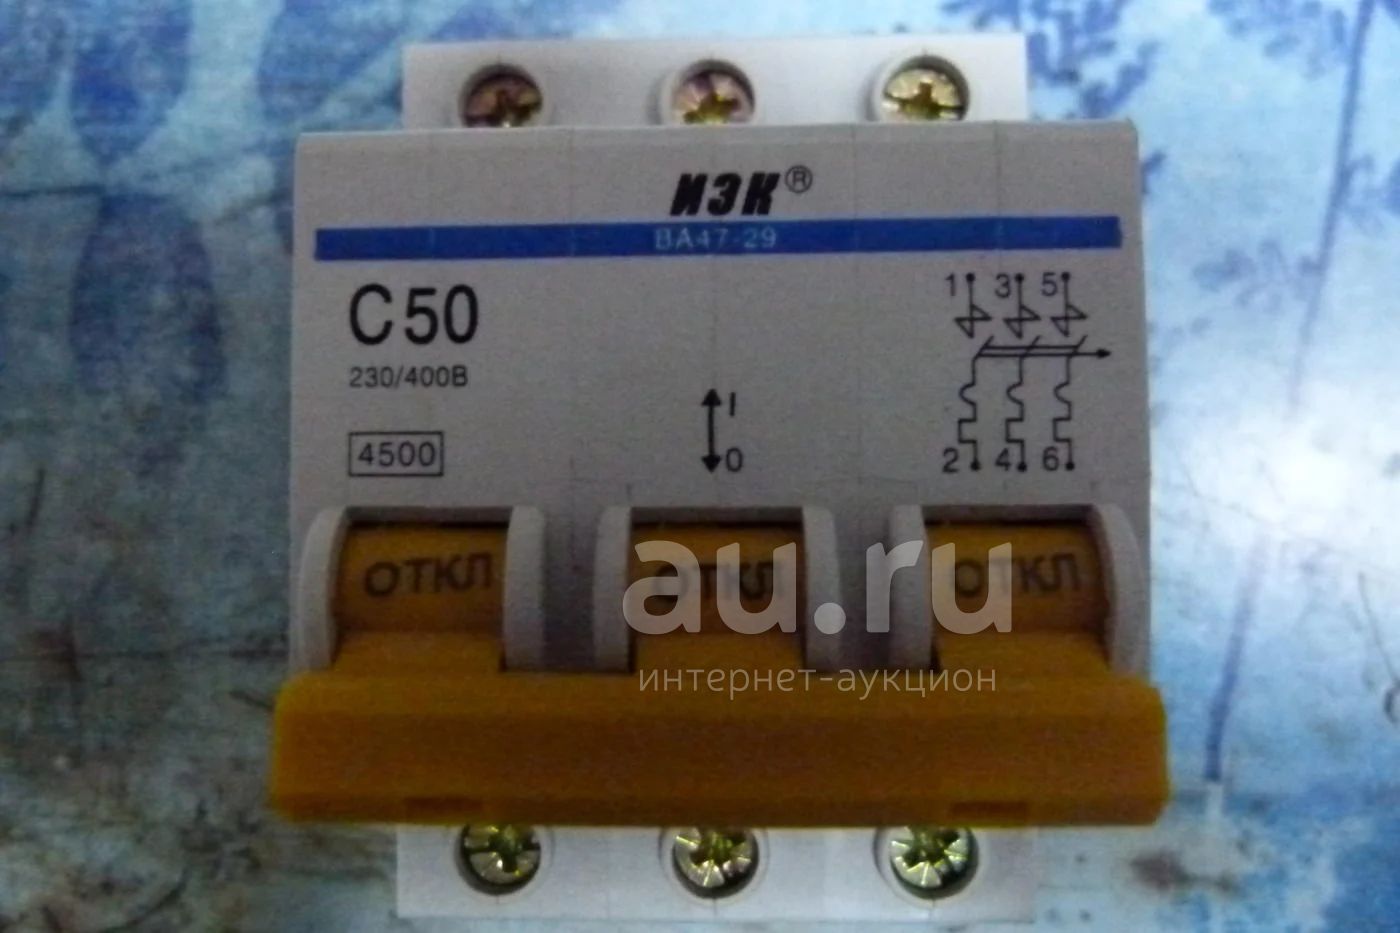 ИЭК®
ВА47-29
C50
230/400В
4500
I
0
1 3 5
2 4 6
ОТКЛ ОТКЛ ОТКЛ
au.ru
интернет-аукцион